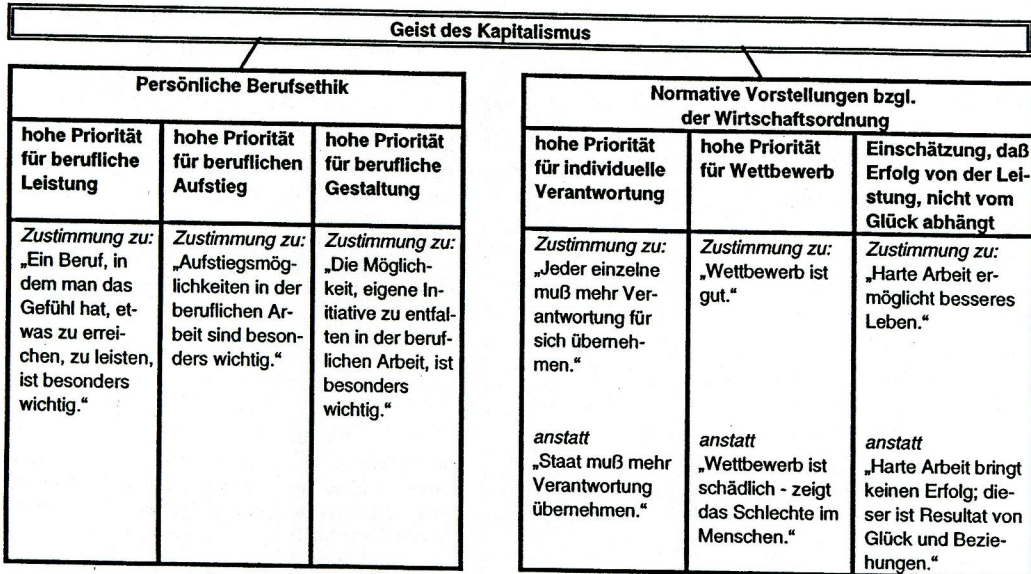 Geist des Kapitalismus
Persönliche Berufsethik
hohe Priorität
für berufliche
Leistung
hohe Priorität
für beruflichen
Aufstieg
hohe Priorität
für berufliche
Gestaltung
Zustimmung zu:
„Ein Beruf, in
dem man das
Gefühl hat, et-
was zu errei-
chen, zu leisten,
ist besonders
wichtig.“
Zustimmung zu:
„Aufstiegsmög-
lichkeiten in der
beruflichen Ar-
beit sind beson-
ders wichtig.“
Zustimmung zu:
„Die Möglich-
keit, eigene In-
itiative zu entfal-
ten in der beruf-
lichen Arbeit, ist
besonders
wichtig.“
Normative Vorstellungen bzgl.
der Wirtschaftsordnung
hohe Priorität
für individuelle
Verantwortung
hohe Priorität
für Wettbewerb
Einschätzung, daß
Erfolg von der Lei-
stung, nicht vom
Glück abhängt
Zustimmung zu:
„Jeder einzelne
muß mehr Ver-
antwortung für
sich überneh-
men.“
anstatt
„Staat muß mehr
Verantwortung
übernehmen.“
Zustimmung zu:
„Wettbewerb ist
gut.“
anstatt
„Wettbewerb ist
schädlich - zeigt
das Schlechte im
Menschen.“
Zustimmung zu:
„Harte Arbeit er-
möglicht besseres
Leben.“
anstatt
„Harte Arbeit bringt
keinen Erfolg; die-
ser ist Resultat von
Glück und Bezie-
hungen.“